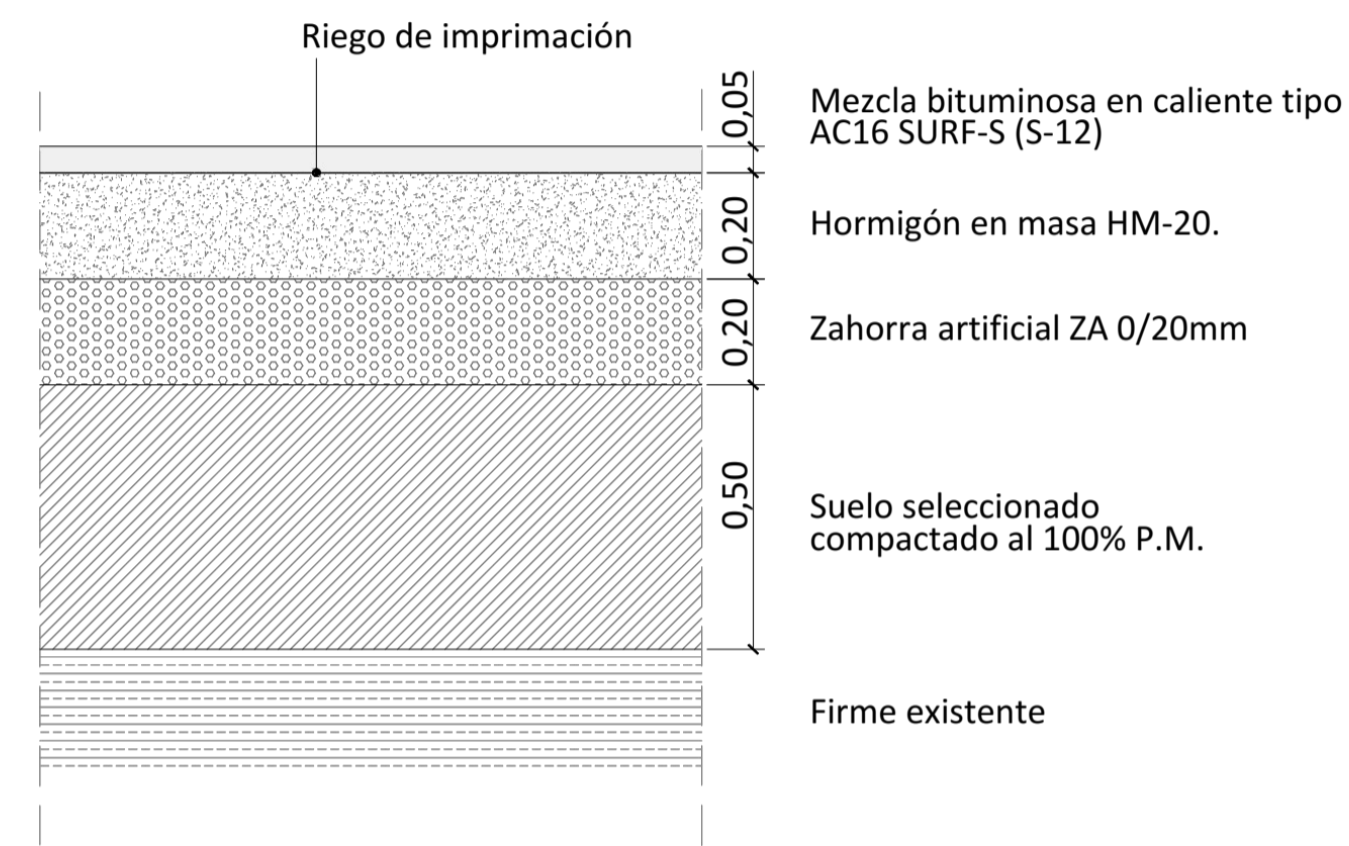 Riego de imprimación
0,05
Mezcla bituminosa en caliente tipo
AC16 SURF-S (S-12)
0,20
Hormigón en masa HM-20.
0,20
Zahorra artificial ZA 0/20mm
0,50
Suelo seleccionado
compactado al 100% P.M.
Firme existente